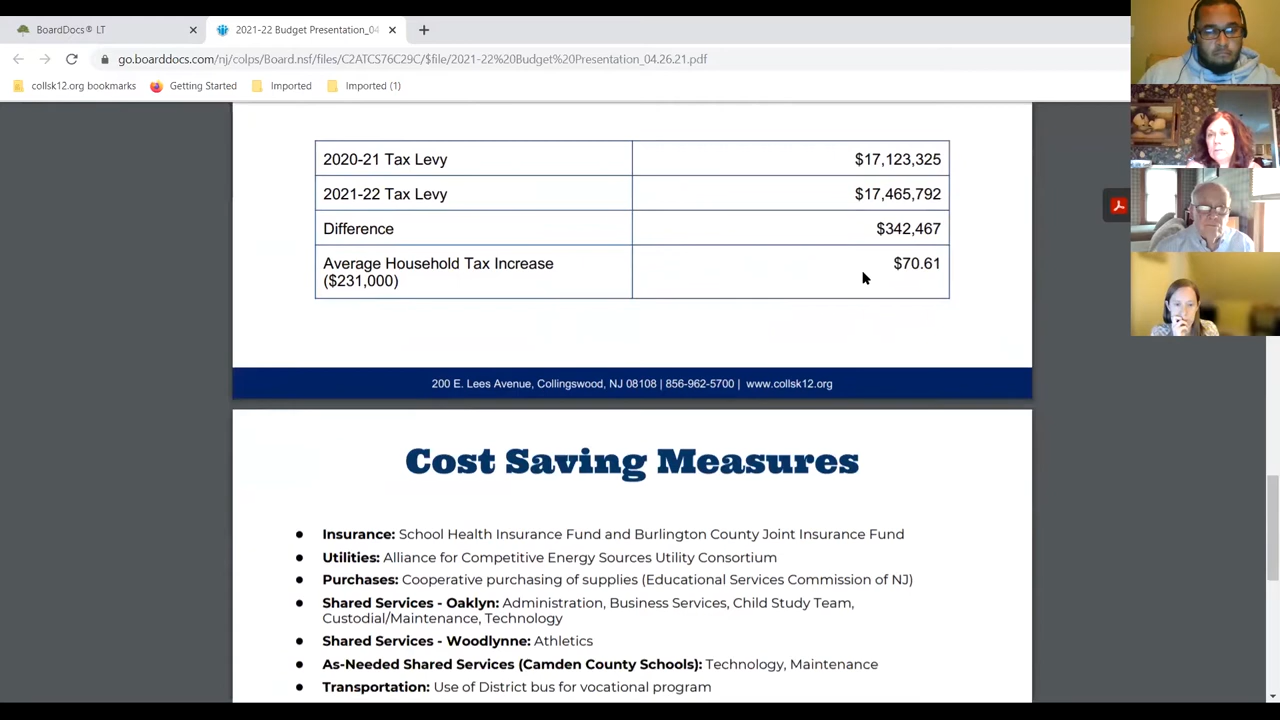 BoardDocs® LT
2021-22 Budget Presentation_04
go.boarddocs.com/nj/colps/Board.nsf/files/C2ATCS76C29C/$file/2021-22%20Budget%20Presentation_04.26.21.pdf
collsk12.org bookmarks Getting Started Imported Imported (1)
2020-21 Tax Levy $17,123,325
2021-22 Tax Levy $17,465,792
Difference $342,467
Average Household Tax Increase $70.61
($231,000)
200 E. Lees Avenue, Collingswood, NJ 08108 | 856-962-5700 | www.collsk12.org
Cost Saving Measures
● Insurance: School Health Insurance Fund and Burlington County Joint Insurance Fund
● Utilities: Alliance for Competitive Energy Sources Utility Consortium
● Purchases: Cooperative purchasing of supplies (Educational Services Commission of NJ)
● Shared Services - Oaklyn: Administration, Business Services, Child Study Team,
Custodial/Maintenance, Technology
● Shared Services - Woodlynne: Athletics
● As-Needed Shared Services (Camden County Schools): Technology, Maintenance
● Transportation: Use of District bus for vocational program